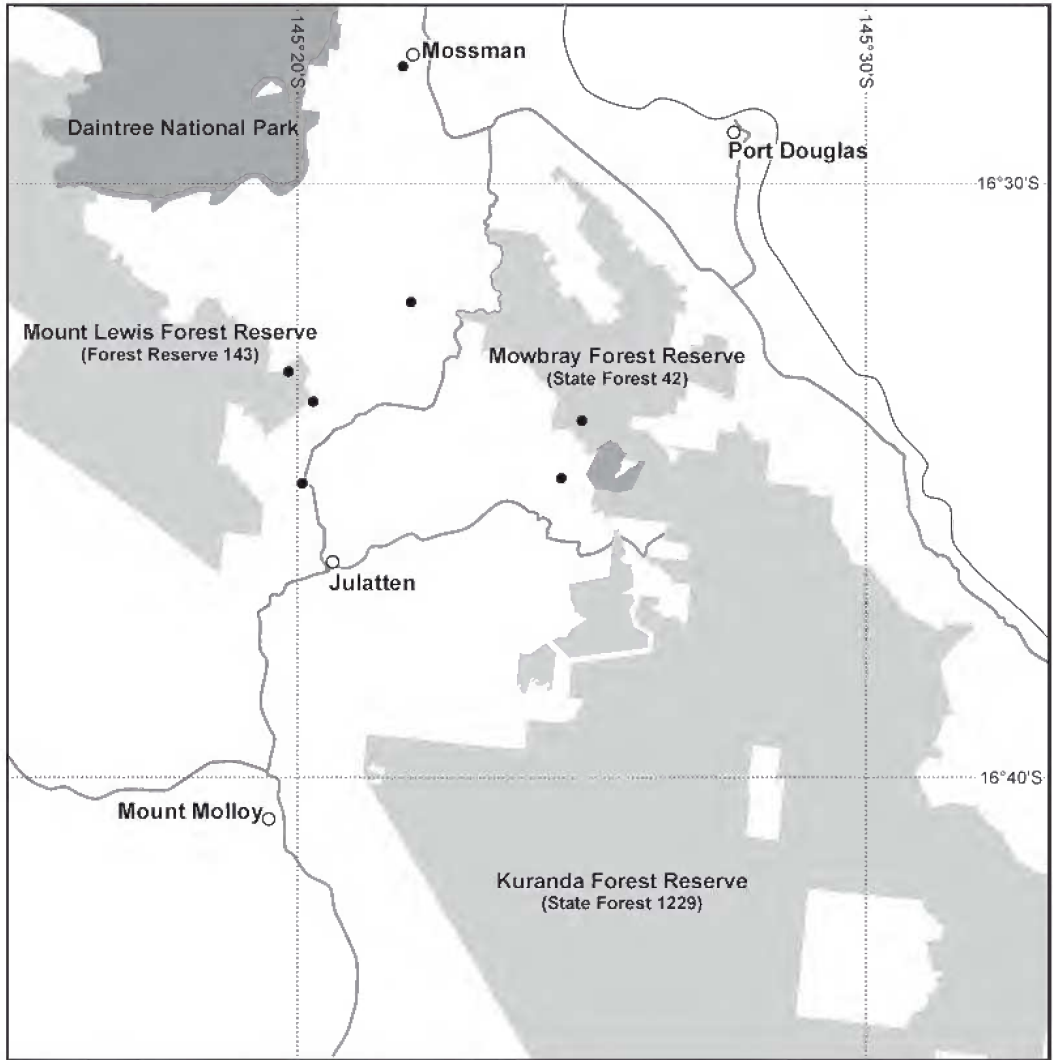 145°20'S
145°30'S
Mossman
Daintree National Park
Port Douglas
16°30'S
Mount Lewis Forest Reserve
(Forest Reserve 143)
Mowbray Forest Reserve
(State Forest 42)
Julatten
16°40'S
Mount Molloy
Kuranda Forest Reserve
(State Forest 1229)